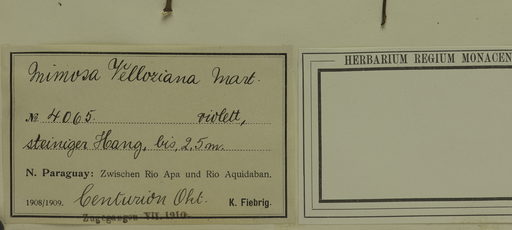 Mimosa Velloziana Mart.
№ 4065. violett,
steiniger Hang, bis 2,5 m.
N. Paraguay: Zwischen Rio Apa und Rio Aquidaban.
1908/1909. Centurion Okt. K. Fiebrig.
Zugegangen VII. 1910.
HERBARIUM REGIUM MONACEN